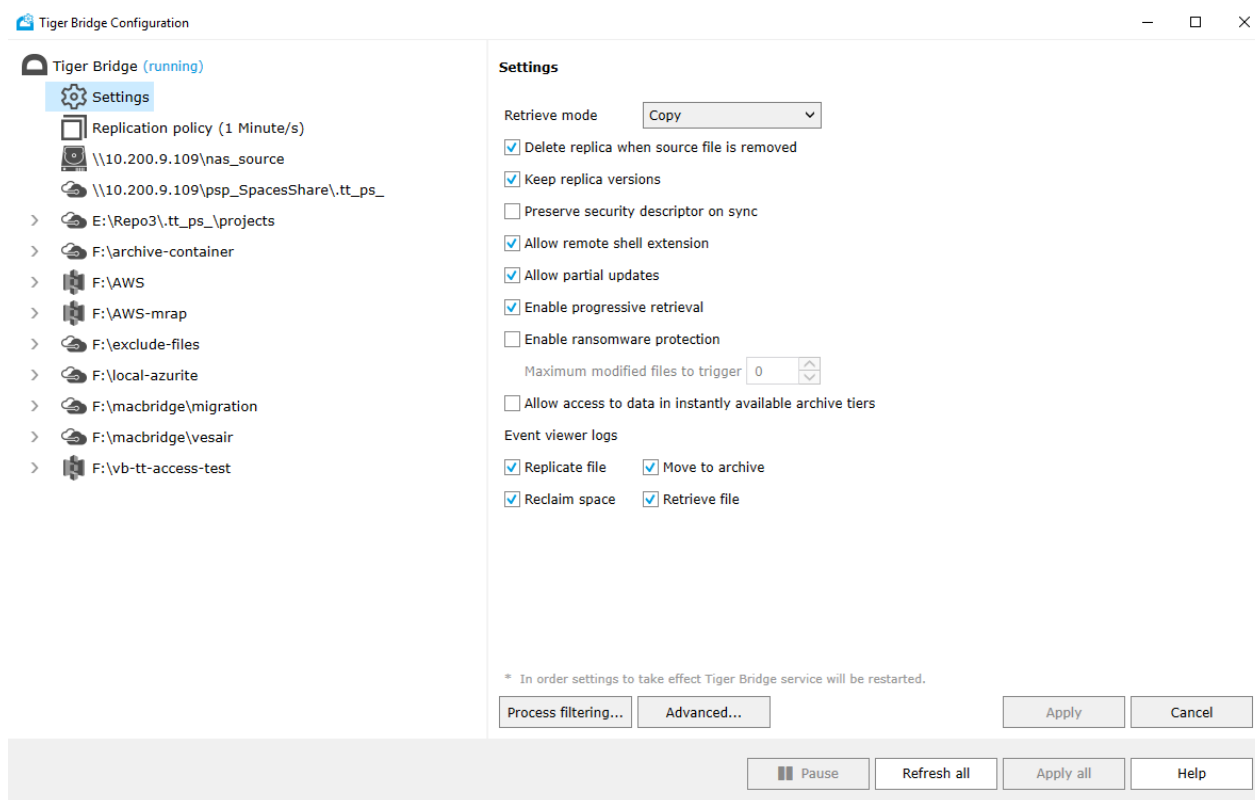 Tiger Bridge Configuration
Tiger Bridge (running)
Settings
Replication policy (1 Minute/s)
\\10.200.9.109\nas_source
\\10.200.9.109\psp_SpacesShare\.tt_ps_
E:\Repo3\.tt_ps_\projects
F:\archive-container
F:\AWS
F:\AWS-mrap
F:\exclude-files
F:\local-azurite
F:\macbridge\migration
F:\macbridge\vesair
F:\vb-tt-access-test
Settings
Retrieve mode Copy
Delete replica when source file is removed
Keep replica versions
Preserve security descriptor on sync
Allow remote shell extension
Allow partial updates
Enable progressive retrieval
Enable ransomware protection
Maximum modified files to trigger 0
Allow access to data in instantly available archive tiers
Event viewer logs
Replicate file Move to archive
Reclaim space Retrieve file
* In order settings to take effect Tiger Bridge service will be restarted.
Process filtering... Advanced... Apply Cancel
Pause Refresh all Apply all Help